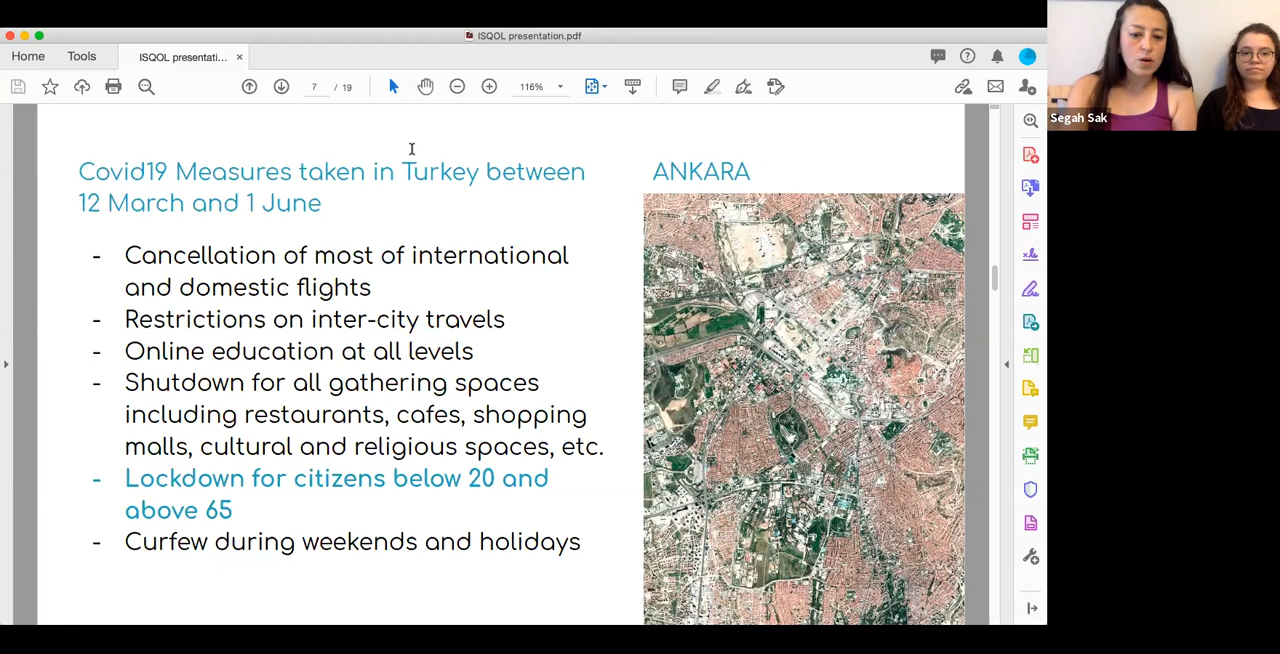 ISQOL presentation.pdf
Home
Tools
ISQOL presentati...
7
/ 19
116%
Segah Sak
Covid19 Measures taken in Turkey between
12 March and 1 June
- Cancellation of most of international
and domestic flights
- Restrictions on inter-city travels
- Online education at all levels
- Shutdown for all gathering spaces
including restaurants, cafes, shopping
malls, cultural and religious spaces, etc.
- Lockdown for citizens below 20 and
above 65
- Curfew during weekends and holidays
ANKARA